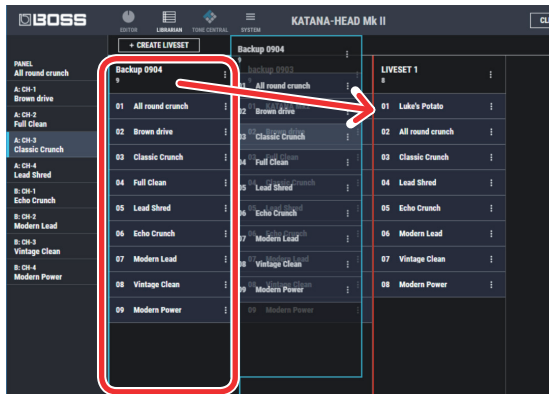 BOSS
EDITOR
LIBRARIAN
TONE CENTRAL
SYSTEM
KATANA-HEAD Mk II
CL
+ CREATE LIVESET
PANEL
All round crunch
A: CH-1
Brown drive
A: CH-2
Full Clean
A: CH-3
Classic Crunch
A: CH-4
Lead Shred
B: CH-1
Echo Crunch
B: CH-2
Modern Lead
B: CH-3
Vintage Clean
B: CH-4
Modern Power
Backup 0904
9
01 All round crunch
02 Brown drive
03 Classic Crunch
04 Full Clean
05 Lead Shred
06 Echo Crunch
07 Modern Lead
08 Vintage Clean
09 Modern Power
Backup 0904
9
backup 0903
01 All round crunch
02 Brown drive
03 Classic Crunch
04 Full Clean
05 Lead Shred
06 Echo Crunch
07 Modern Lead
08 Vintage Clean
09 Modern Power
09 Modern Power
LIVESET 1
8
01 Luke's Potato
02 All round crunch
03 Classic Crunch
04 Lead Shred
05 Echo Crunch
06 Modern Lead
07 Vintage Clean
08 Modern Power